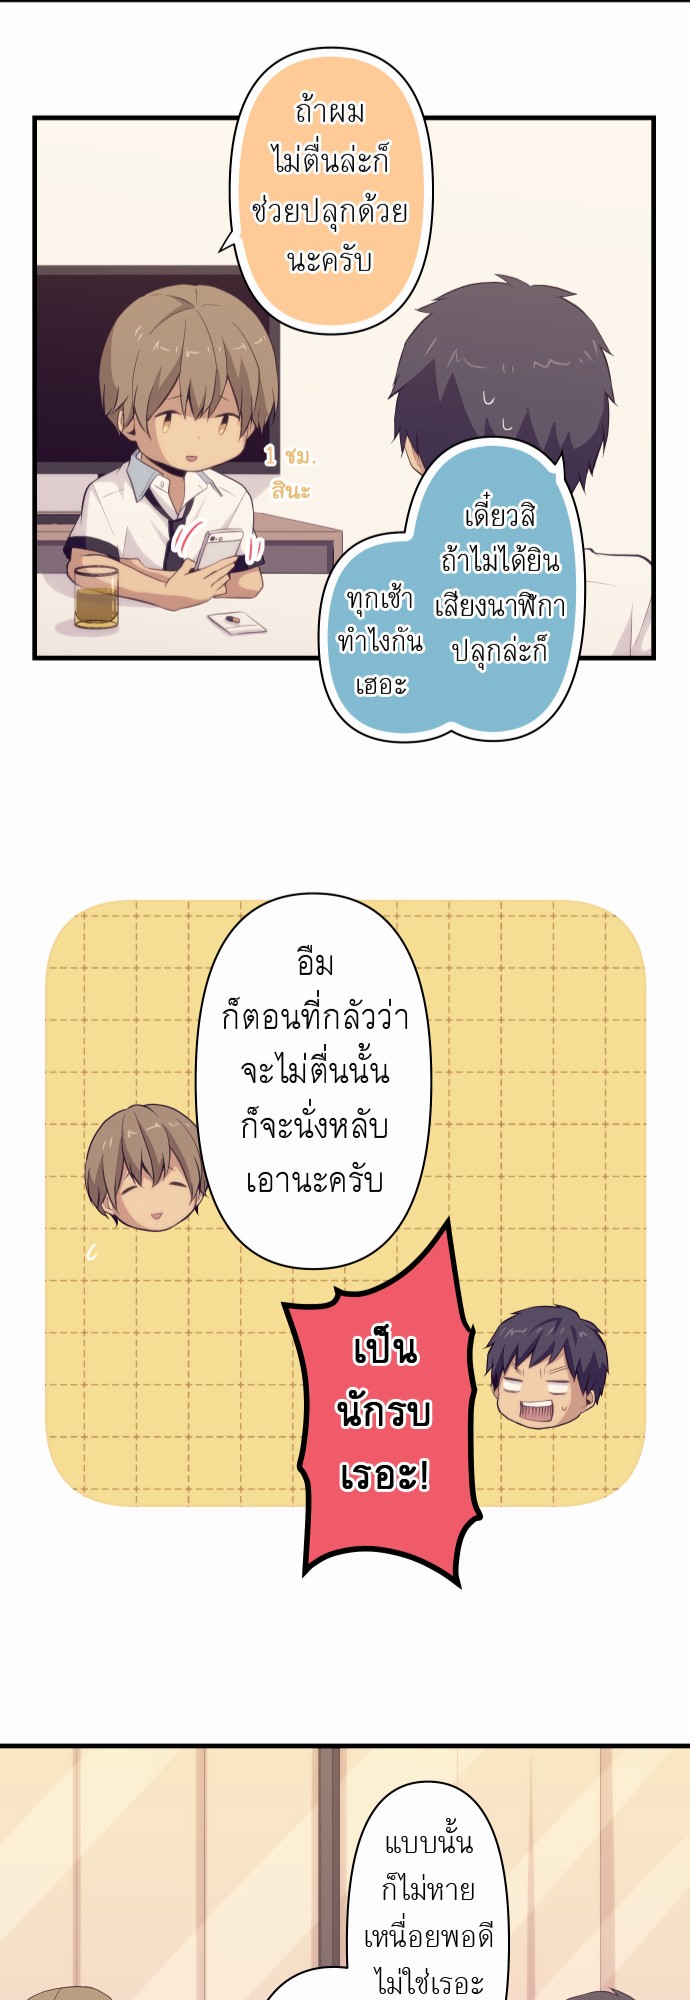 ถ้าผม
ไม่ตื่นล่ะก็
ช่วยปลุกด้วย
นะครับ
1 ชม.
สินะ
เดี๋ยวสิ
ถ้าไม่ได้ยิน
เสียงนาฬิกา
ปลุกล่ะก็
ทุกเช้า
ทำไงกัน
เฮอะ
อืม
ก็ตอนที่กลัวว่า
จะไม่ตื่นนั้น
ก็จะนั่งหลับ
เอานะครับ
เป็น
นักรบ
เรอะ!
แบบนั้น
ก็ไม่หาย
เหนื่อยพอดี
ไม่ใช่เรอะ